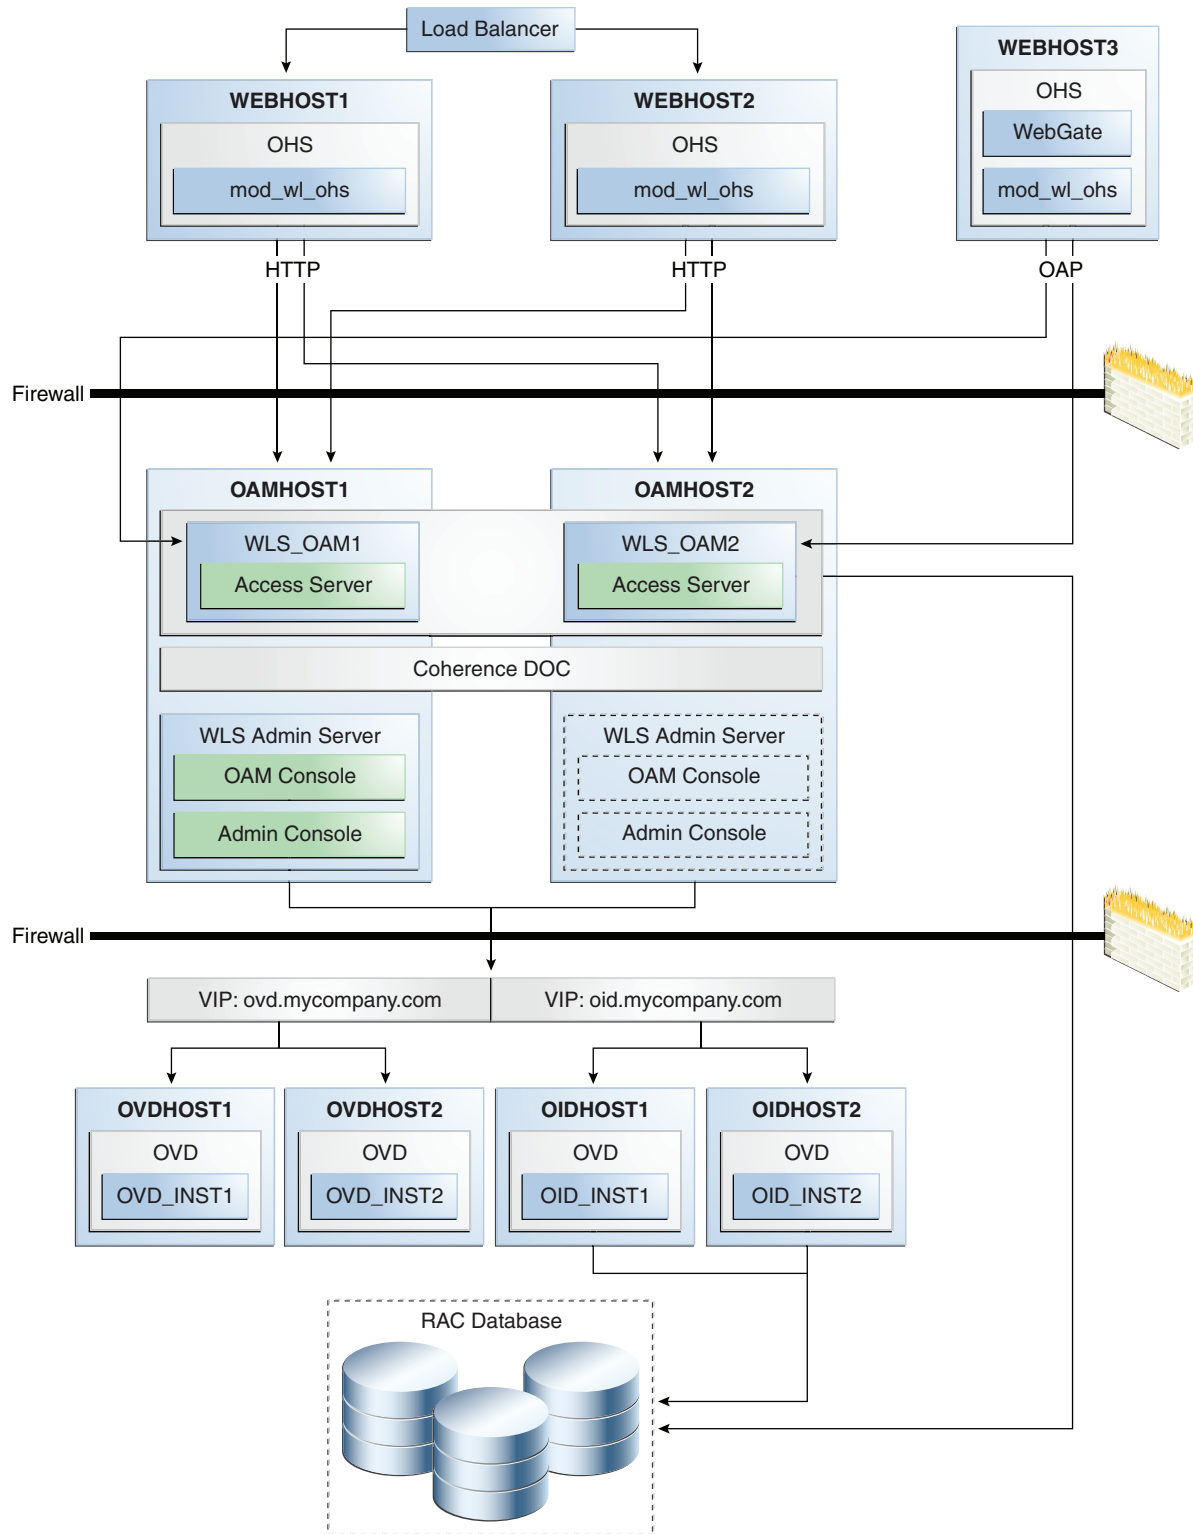 Load Balancer
WEBHOST1
OHS
mod_wl_ohs
WEBHOST2
OHS
mod_wl_ohs
WEBHOST3
OHS
WebGate
mod_wl_ohs
HTTP
HTTP
OAP
Firewall
OAMHOST1
WLS_OAM1
Access Server
OAMHOST2
WLS_OAM2
Access Server
Coherence DOC
WLS Admin Server
OAM Console
Admin Console
WLS Admin Server
OAM Console
Admin Console
Firewall
VIP: ovd.mycompany.com
VIP: oid.mycompany.com
OVDHOST1
OVD
OVD_INST1
OVDHOST2
OVD
OVD_INST2
OIDHOST1
OVD
OID_INST1
OIDHOST2
OVD
OID_INST2
RAC Database